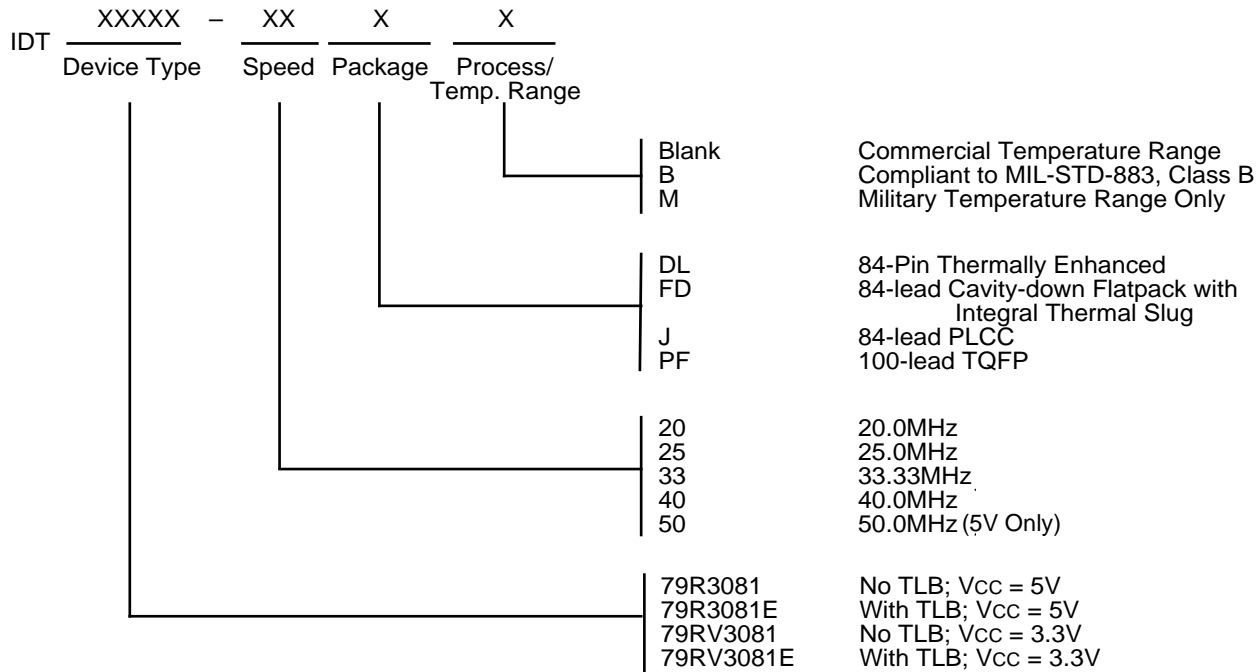 XXXXX – XX X X
IDT
Device Type Speed Package Process/
Temp. Range
Blank Commercial Temperature Range
B Compliant to MIL-STD-883, Class B
M Military Temperature Range Only
DL 84-Pin Thermally Enhanced
FD 84-lead Cavity-down Flatpack with
Integral Thermal Slug
J 84-lead PLCC
PF 100-lead TQFP
20 20.0MHz
25 25.0MHz
33 33.33MHz
40 40.0MHz
50 50.0MHz (5V Only)
79R3081 No TLB; VCC = 5V
79R3081E With TLB; VCC = 5V
79RV3081 No TLB; VCC = 3.3V
79RV3081E With TLB; VCC = 3.3V